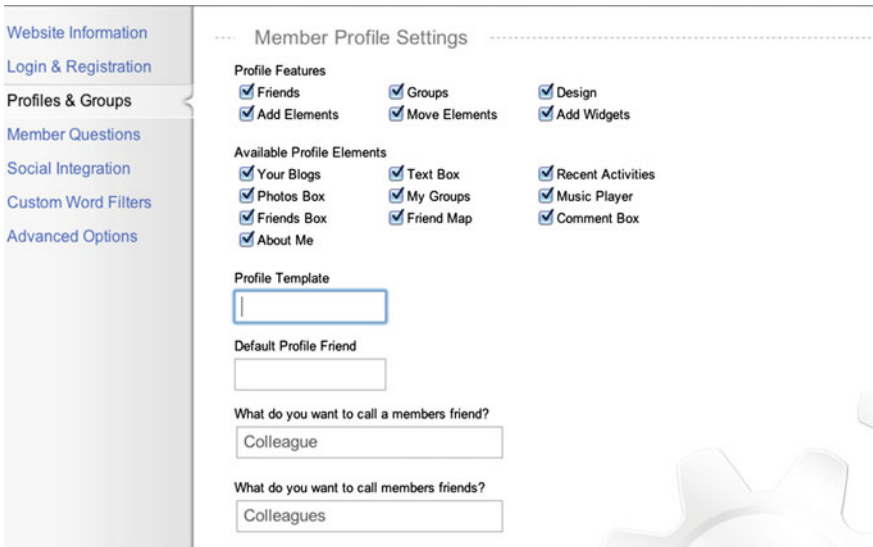 Website Information
Login & Registration
Profiles & Groups
Member Questions
Social Integration
Custom Word Filters
Advanced Options
Member Profile Settings
Profile Features
Friends Groups Design
Add Elements Move Elements Add Widgets
Available Profile Elements
Your Blogs Text Box Recent Activities
Photos Box My Groups Music Player
Friends Box Friend Map Comment Box
About Me
Profile Template
Default Profile Friend
What do you want to call a members friend?
Colleague
What do you want to call members friends?
Colleagues